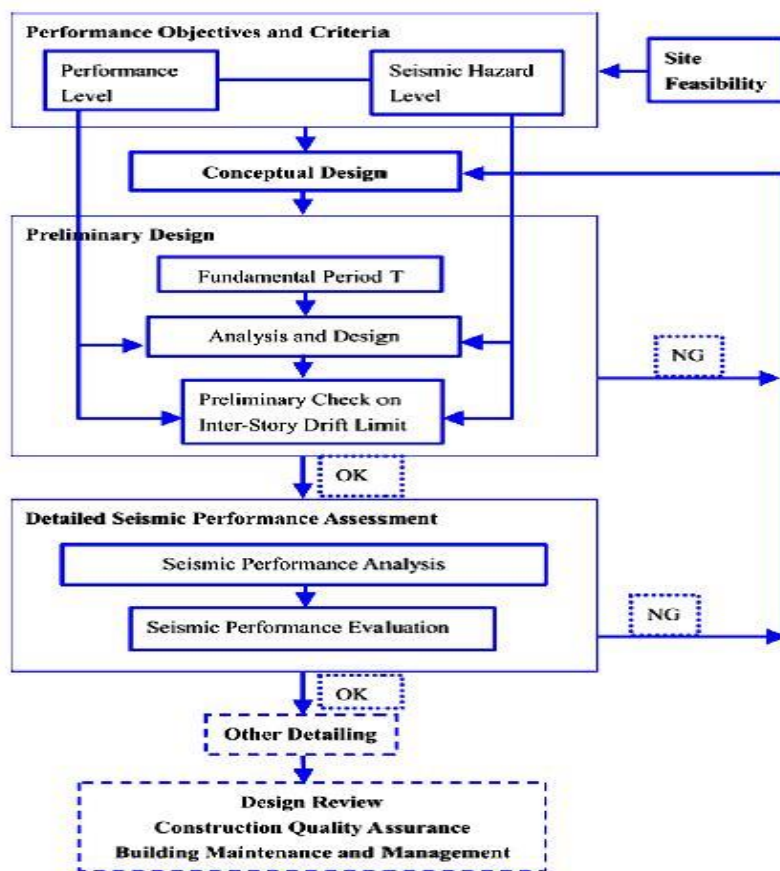 Performance Objectives and Criteria
Performance
Level
Seismic Hazard
Level
Site
Feasibility
Conceptual Design
Preliminary Design
Fundamental Period T
Analysis and Design
NG
Preliminary Check on
Inter-Story Drift Limit
OK
Detailed Seismic Performance Assessment
Seismic Performance Analysis
Seismic Performance Evaluation
NG
OK
Other Detailing
Design Review
Construction Quality Assurance
Building Maintenance and Management